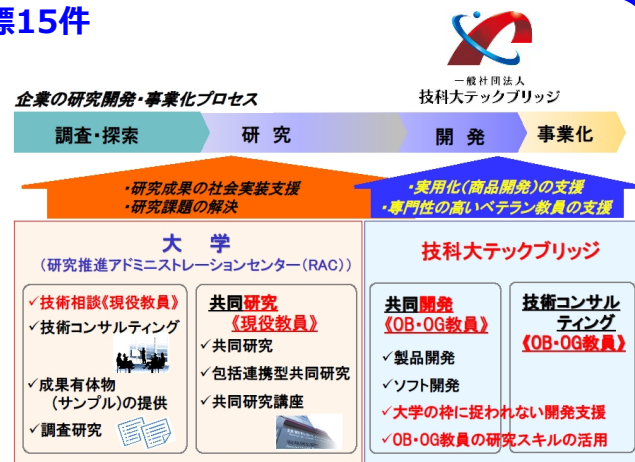 標15件
一般社団法人
技科大テックブリッジ
企業の研究開発・事業化プロセス
調査・探索
研 究
開 発
事業化
・研究成果の社会実装支援
・研究課題の解決
・実用化(商品開発)の支援
・専門性の高いベテラン教員の支援
大 学
(研究推進アドミニストレーションセンター(RAC))
✓技術相談《現役教員》
✓技術コンサルティング
✓成果有体物
(サンプル)の提供
✓調査研究
共同研究
《現役教員》
✓共同研究
✓包括連携型共同研究
✓共同研究講座
技科大テックブリッジ
共同開発
《OB・OG教員》
✓製品開発
✓ソフト開発
技術コンサル
ティング
《OB・OG教員》
✓大学の枠に捉われない開発支援
✓OB・OG教員の研究スキルの活用